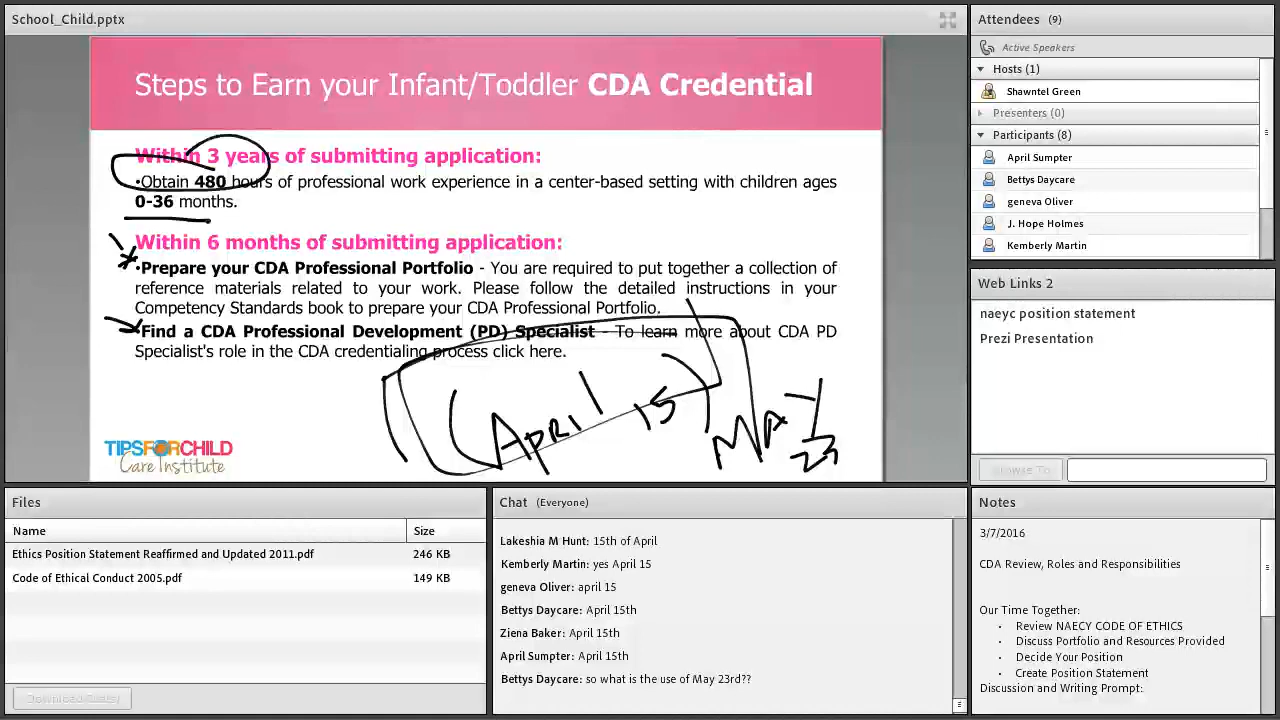 School_Child.pptx
Steps to Earn your Infant/Toddler CDA Credential
Within 3 years of submitting application:
•Obtain 480 hours of professional work experience in a center-based setting with children ages
0-36 months.
Within 6 months of submitting application:
•Prepare your CDA Professional Portfolio - You are required to put together a collection of
reference materials related to your work. Please follow the detailed instructions in your
Competency Standards book to prepare your CDA Professional Portfolio.
•Find a CDA Professional Development (PD) Specialist - To learn more about CDA PD
Specialist's role in the CDA credentialing process click here.
April 15
May 23
TIPSFORCHILD
Care Institute
Attendees (9)
Active Speakers
Hosts (1)
Shawntel Green
Presenters (0)
Participants (8)
April Sumpter
Bettys Daycare
geneva Oliver
J. Hope Holmes
Kemberly Martin
Web Links 2
naeyc position statement
Prezi Presentation
Browse To
Files
Name Size
Ethics Position Statement Reaffirmed and Updated 2011.pdf 246 KB
Code of Ethical Conduct 2005.pdf 149 KB
Download File(s)
Chat (Everyone)
Lakeshia M Hunt: 15th of April
Kemberly Martin: yes April 15
geneva Oliver: april 15
Bettys Daycare: April 15th
Ziena Baker: April 15th
April Sumpter: April 15th
Bettys Daycare: so what is the use of May 23rd??
Notes
3/7/2016
CDA Review, Roles and Responsibilities
Our Time Together:
• Review NAECY CODE OF ETHICS
• Discuss Portfolio and Resources Provided
• Decide Your Position
• Create Position Statement
Discussion and Writing Prompt: